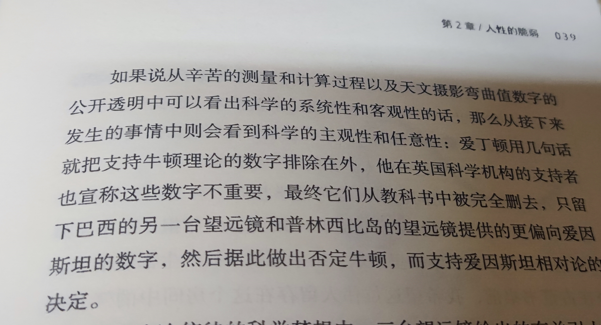 第2章/人性的脆弱 039
如果说从辛苦的测量和计算过程以及天文摄影弯曲值数字的
公开透明中可以看出科学的系统性和客观性的话，那么从接下来
发生的事情中则会看到科学的主观性和任意性：爱丁顿用几句话
就把支持牛顿理论的数字排除在外，他在英国科学机构的支持者
也宣称这些数字不重要，最终它们从教科书中被完全删去，只留
下巴西的另一台望远镜和普林西比岛的望远镜提供的更偏向爱因
斯坦的数字，然后据此做出否定牛顿，而支持爱因斯坦相对论的
决定。